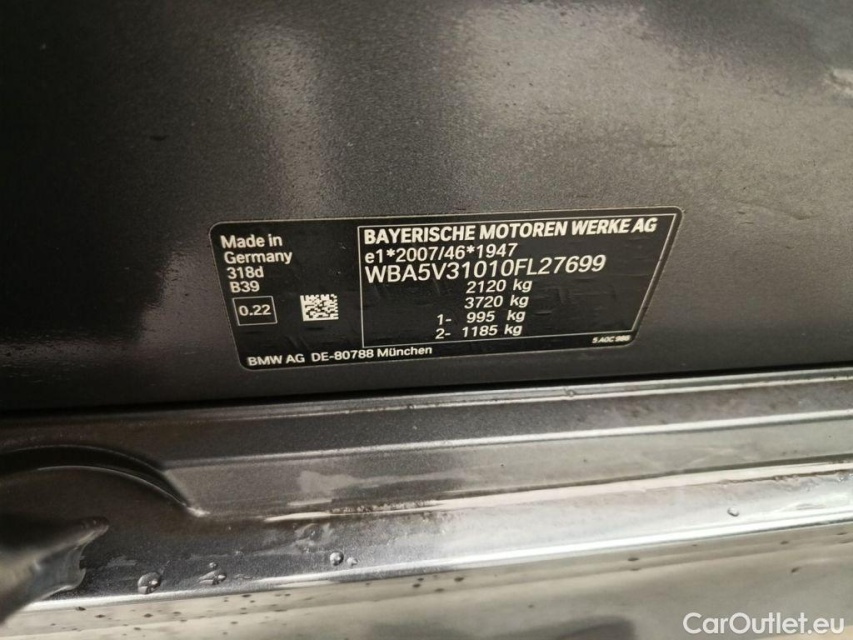 Made in
Germany
318d
B39
0.22
BAYERISCHE MOTOREN WERKE AG
e1*2007/46*1947
WBA5V31010FL27699
2120 kg
3720 kg
1- 995 kg
2- 1185 kg
BMW AG DE-80788 München
CarOutlet.eu